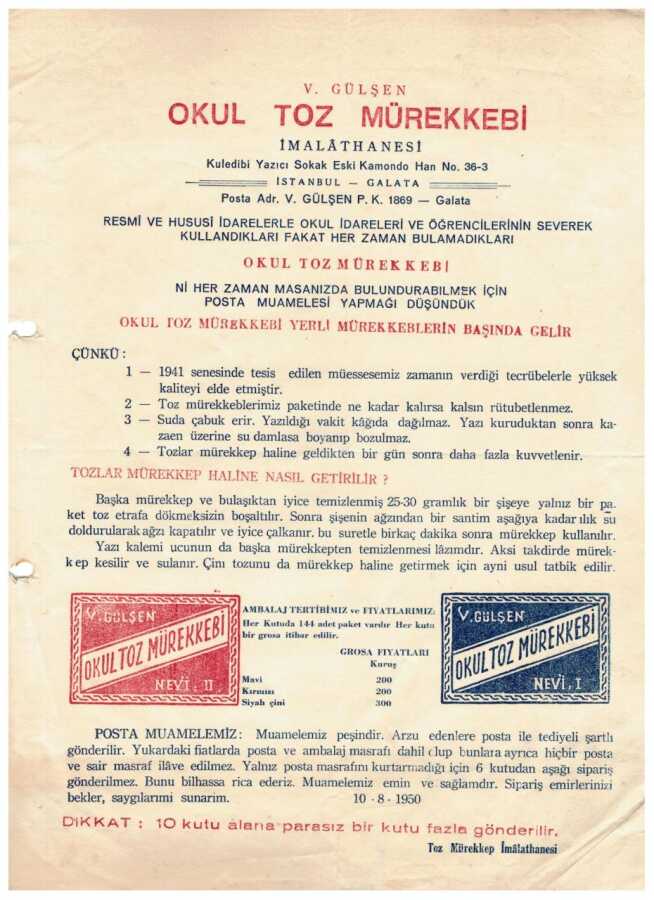 V. GÜLŞEN
OKUL TOZ MÜREKKEBİ
İMALÂTHANESİ
Kuledibi Yazıcı Sokak Eski Kamondo Han No. 36-3
İSTANBUL — GALATA
Posta Adr. V. GÜLŞEN P. K. 1869 — Galata
RESMİ VE HUSUSİ İDARELERLE OKUL İDARELERİ VE ÖĞRENCİLERİNİN SEVEREK
KULLANDIKLARI FAKAT HER ZAMAN BULAMADIKLARI
OKUL TOZ MÜREKKEBİ
Nİ HER ZAMAN MASANIZDA BULUNDURABILMEK İÇİN
POSTA MUAMELESİ YAPMAĞI DÜŞÜNDÜK
OKUL TOZ MÜREKKEBİ YERLİ MÜREKKEBLERİN BAŞINDA GELİR
ÇÜNKÜ :
1 — 1941 senesinde tesis edilen müessesemiz zamanın verdiği tecrübelerle yüksek
kaliteyi elde etmiştir.
2 — Toz mürekkeblerimiz paketinde ne kadar kalırsa kalsın rütubetlenmez.
3 — Suda çabuk erir. Yazıldığı vakit kâğıda dağılmaz. Yazı kuruduktan sonra ka-
zaen üzerine su damlasa boyanıp bozulmaz.
4 — Tozlar mürekkep haline geldikten bir gün sonra daha fazla kuvvetlenir.
TOZLAR MÜREKKEP HALİNE NASIL GETİRİLİR ?
Başka mürekkep ve bulaşıktan iyice temizlenmiş 25-30 gramlık bir şişeye yalnız bir pa.
ket toz etrafa dökmeksizin boşaltılır. Sonra şişenin ağzından bir santim aşağıya kadar ılık su
doldurularak ağzı kapatılır ve iyice çalkanır. bu suretle birkaç dakika sonra mürekkep kullanılır.
Yazı kalemi ucunun da başka mürekkepten temizlenmesi lâzımdır. Aksi takdirde mürek-
kep kesilir ve sulanır. Çini tozunu da mürekkep haline getirmek için ayni usul tatbik edilir.
V. GÜLŞEN
OKUL TOZ MÜREKKEBİ
NEVİ. II
AMBALAJ TERTİBİMİZ ve FIYATLARIMIZ:
Her Kutuda 144 adet paket vardır Her kutu
bir grosa itibar edilir.
GROSA FIYATLARI
Kuruş
Mavi 200
Kırmızı 200
Siyah çini 300
V. GÜLŞEN
OKUL TOZ MÜREKKEBİ
NEVİ. I
POSTA MUAMELEMİZ: Muamelemiz peşindir. Arzu edenlere posta ile tediyeli şartlı
gönderilir. Yukardaki fiatlarda posta ve ambalaj masrafı dahil olup bunlara ayrıca hiçbir posta
ve sair masraf ilâve edilmez. Yalnız posta masrafını kurtarmadığı için 6 kutudan aşağı sipariş
gönderilmez. Bunu bilhassa rica ederiz. Muamelemiz emin ve sağlamdır. Sipariş emirlerinizi
bekler, saygılarımı sunarım. 10 - 8 - 1950
DİKKAT : 10 kutu alana parasız bir kutu fazla gönderilir.
Toz Mürekkep İmâlathanesi